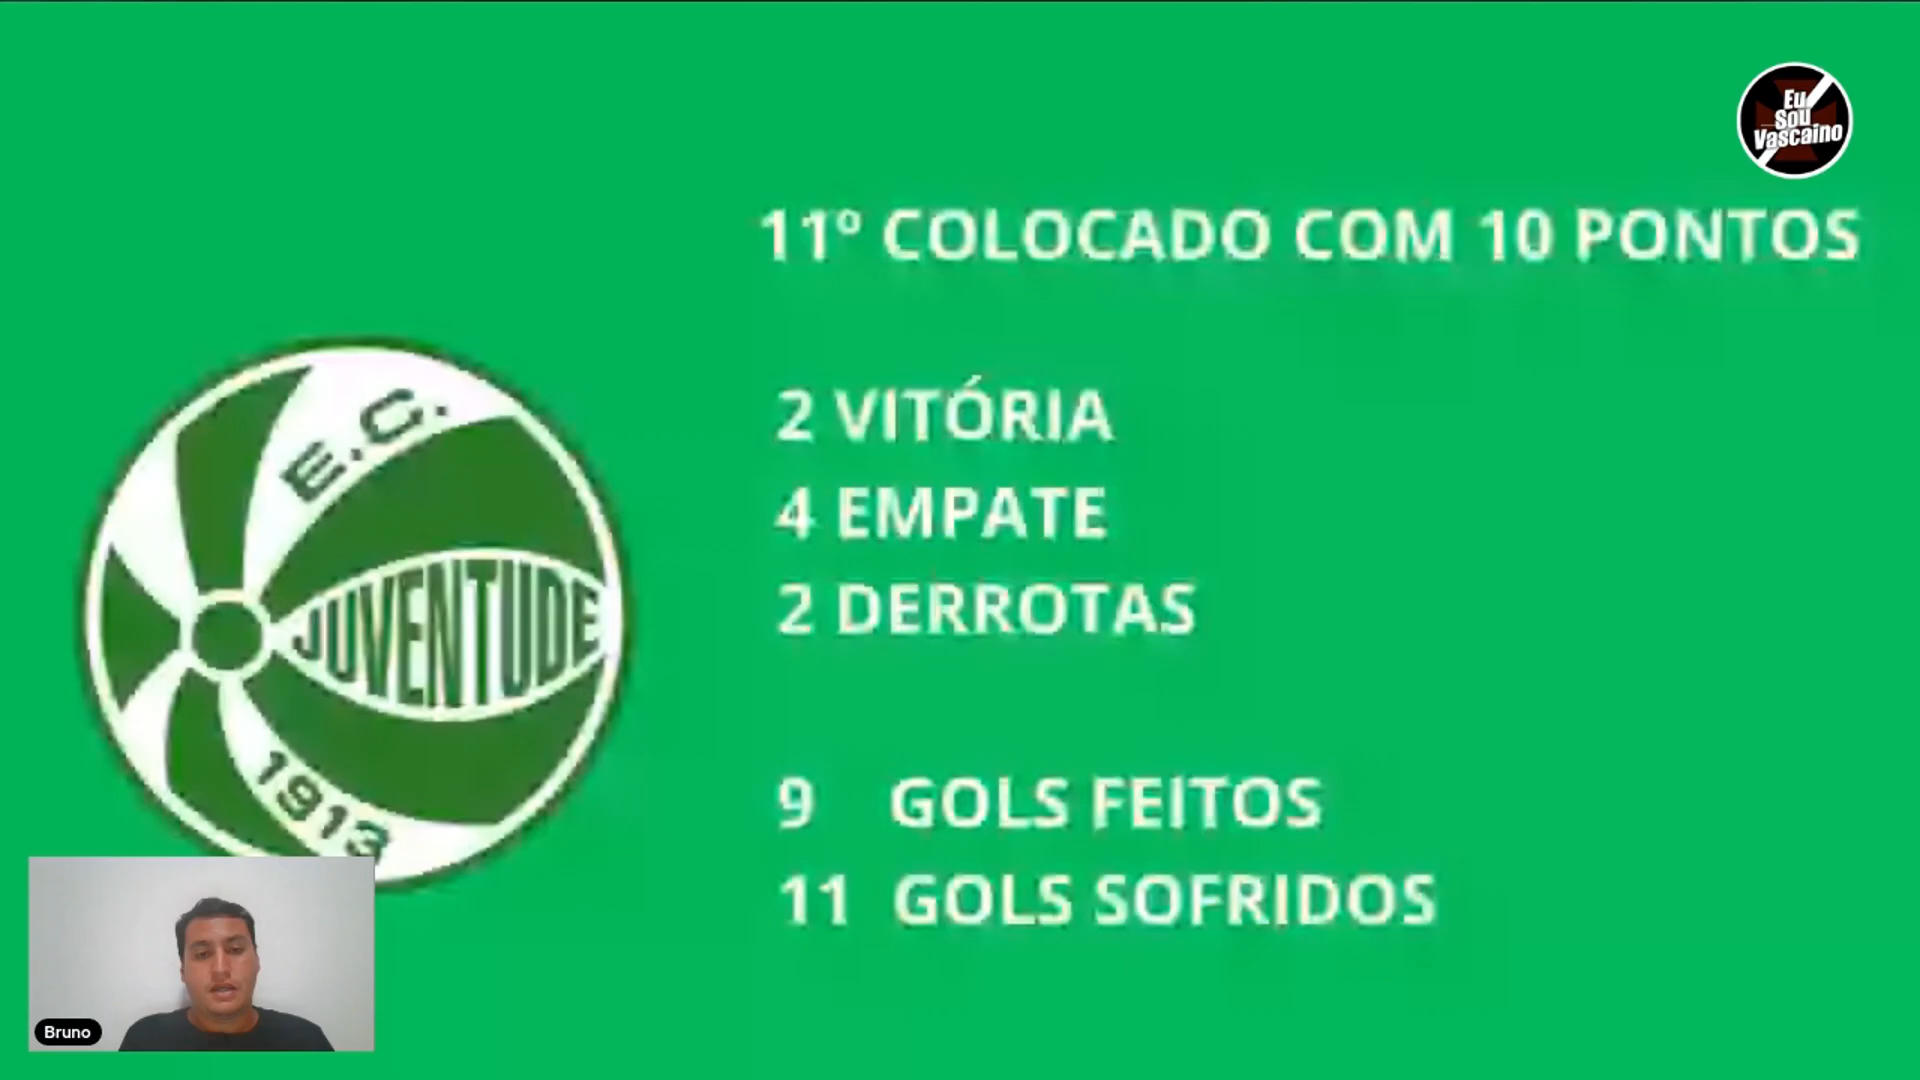 Eu
Sou
Vascaino
11º COLOCADO COM 10 PONTOS
2 VITÓRIA
4 EMPATE
2 DERROTAS
9 GOLS FEITOS
11 GOLS SOFRIDOS
E.C.
JUVENTUDE
1913
Bruno